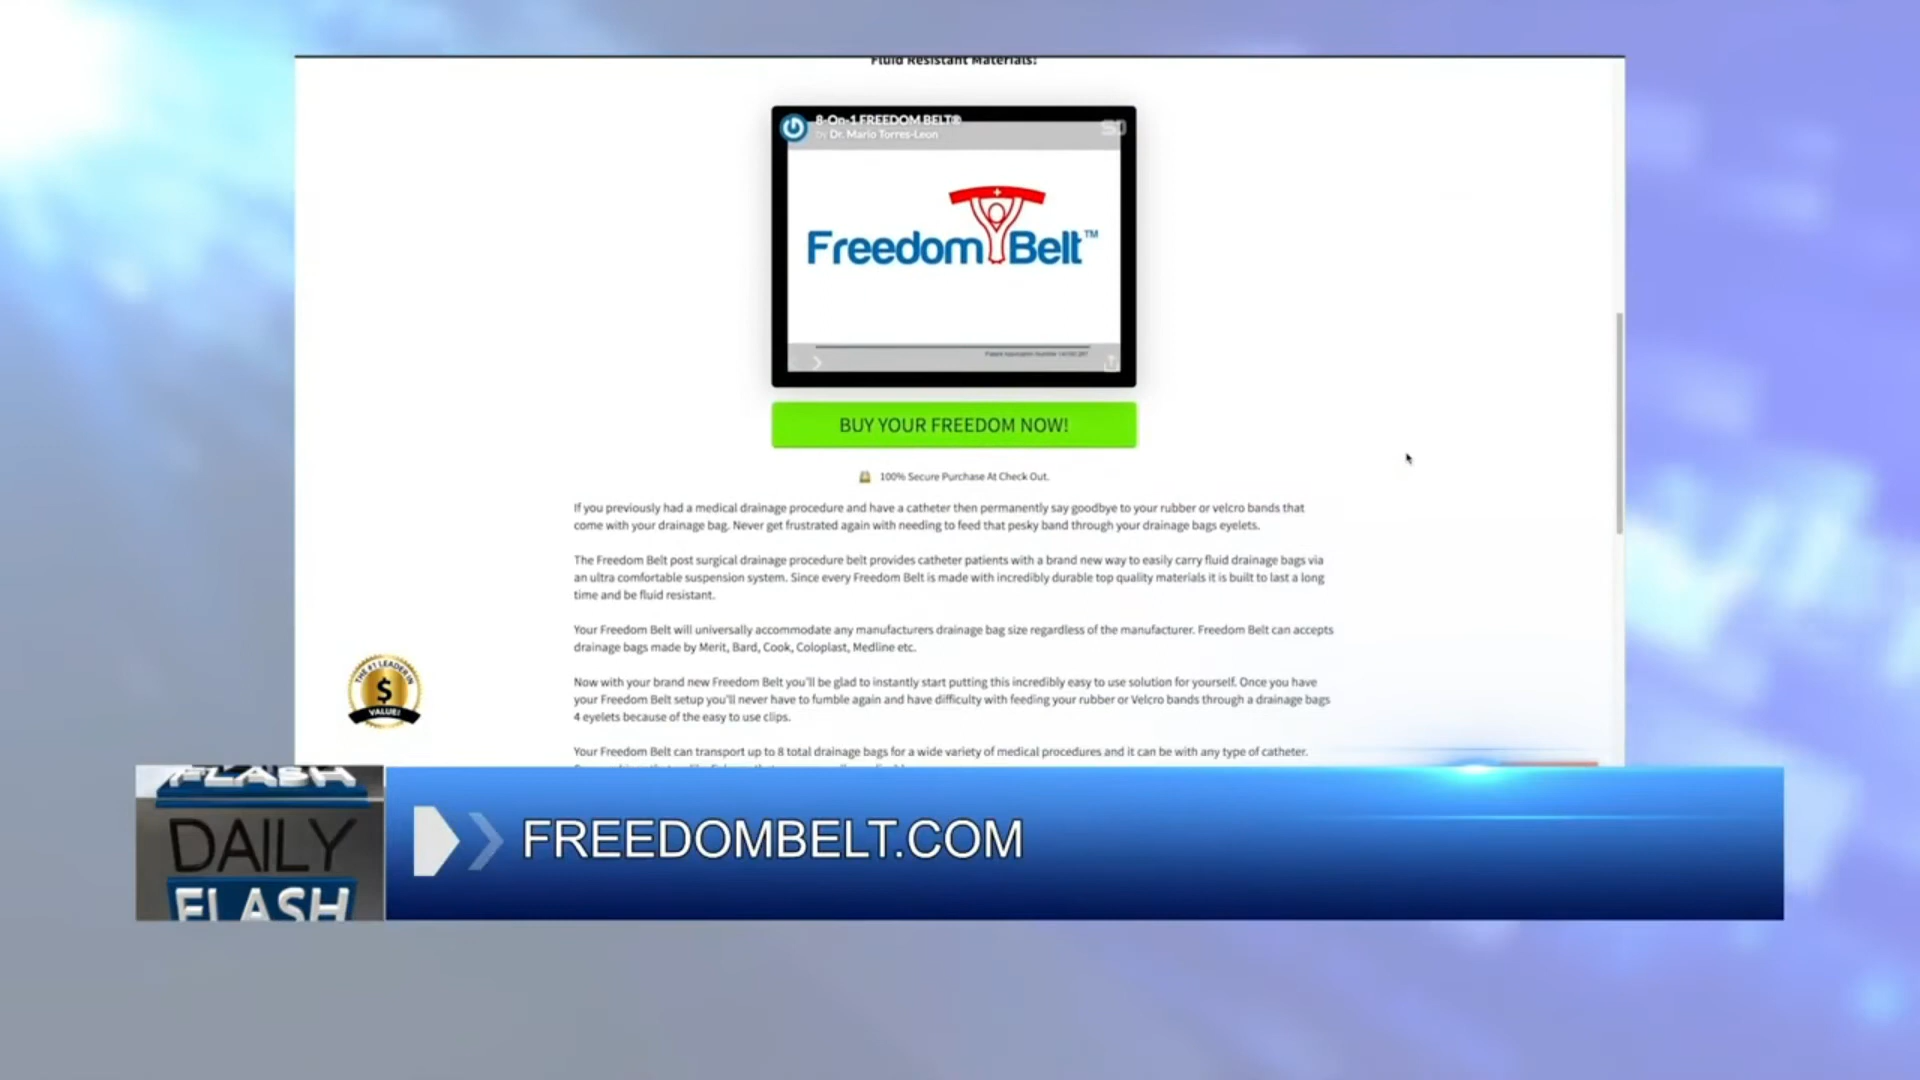 Fluid Resistant Materials:
8-On-1 FREEDOM BELT®
by Dr. Mario Torres-Leon
Freedom Belt™
BUY YOUR FREEDOM NOW!
100% Secure Purchase At Check Out.
If you previously had a medical drainage procedure and have a catheter then permanently say goodbye to your rubber or velcro bands that
come with your drainage bag. Never get frustrated again with needing to feed that pesky band through your drainage bags eyelets.
The Freedom Belt post surgical drainage procedure belt provides catheter patients with a brand new way to easily carry fluid drainage bags via
an ultra comfortable suspension system. Since every Freedom Belt is made with incredibly durable top quality materials it is built to last a long
time and be fluid resistant.
Your Freedom Belt will universally accommodate any manufacturers drainage bag size regardless of the manufacturer. Freedom Belt can accepts
drainage bags made by Merit, Bard, Cook, Coloplast, Medline etc.
Now with your brand new Freedom Belt you'll be glad to instantly start putting this incredibly easy to use solution for yourself. Once you have
your Freedom Belt setup you'll never have to fumble again and have difficulty with feeding your rubber or Velcro bands through a drainage bags
4 eyelets because of the easy to use clips.
THE #1 LEADER IN
$
VALUE!
Your Freedom Belt can transport up to 8 total drainage bags for a wide variety of medical procedures and it can be with any type of catheter.
FLASH
DAILY
FLASH
FREEDOMBELT.COM